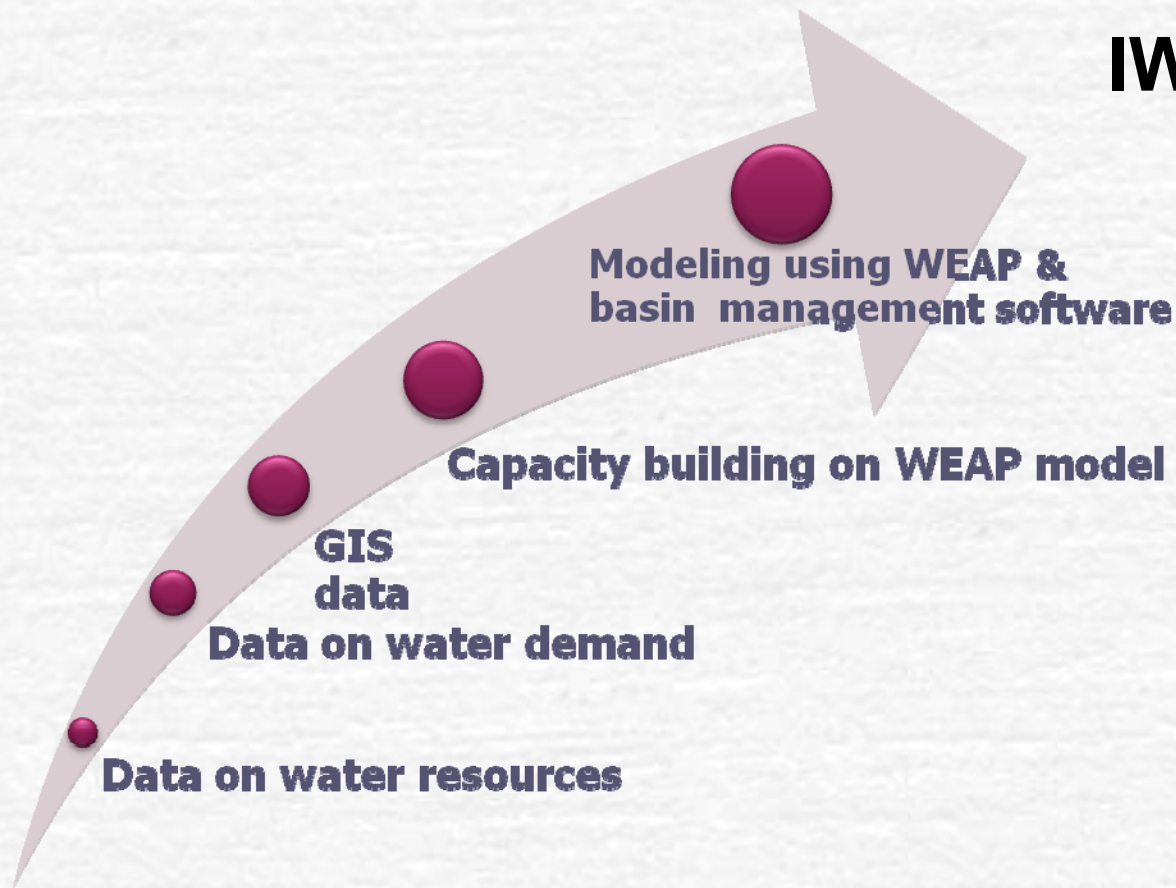 IW
Modeling using WEAP &
basin management software
Capacity building on WEAP model
GIS
data
Data on water demand
Data on water resources